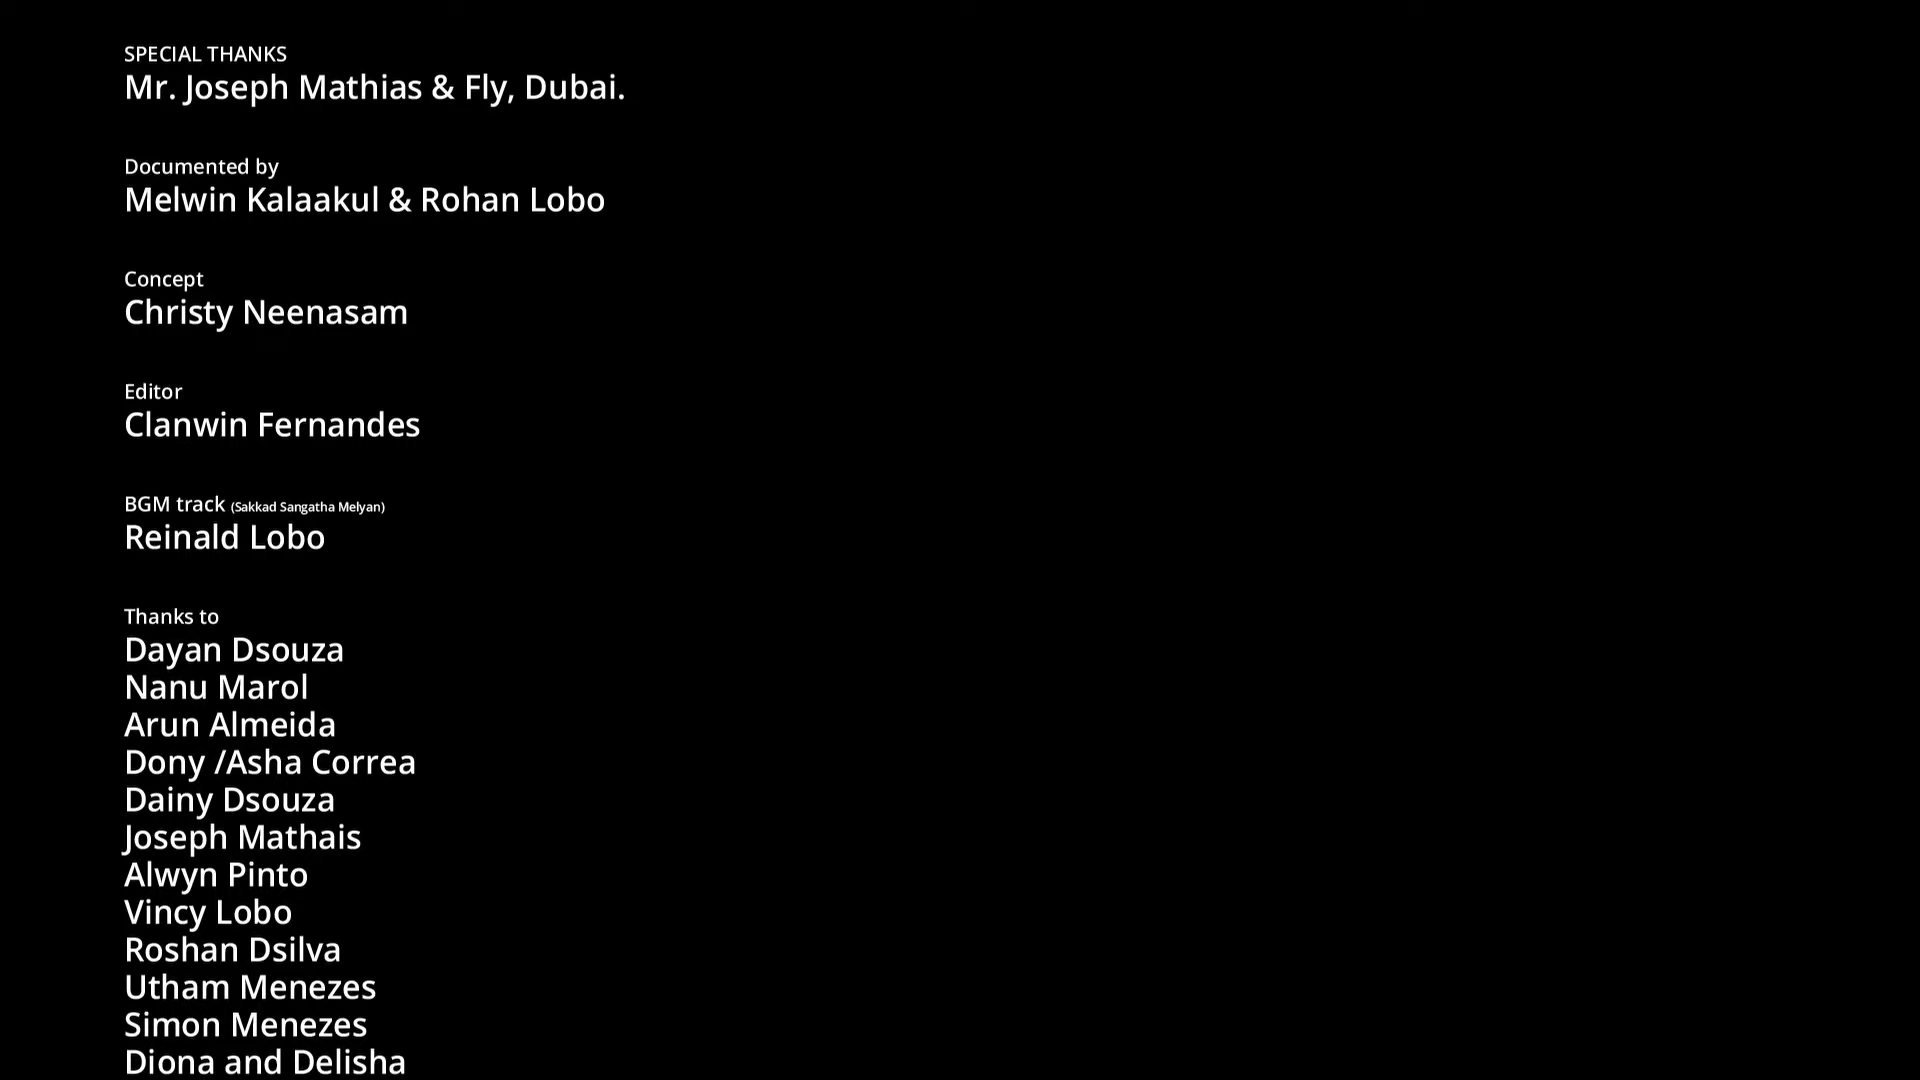 SPECIAL THANKS
Mr. Joseph Mathias & Fly, Dubai.
Documented by
Melwin Kalaakul & Rohan Lobo
Concept
Christy Neenasam
Editor
Clanwin Fernandes
BGM track (Sakkad Sangatha Melyan)
Reinald Lobo
Thanks to
Dayan Dsouza
Nanu Marol
Arun Almeida
Dony /Asha Correa
Dainy Dsouza
Joseph Mathais
Alwyn Pinto
Vincy Lobo
Roshan Dsilva
Utham Menezes
Simon Menezes
Diona and Delisha